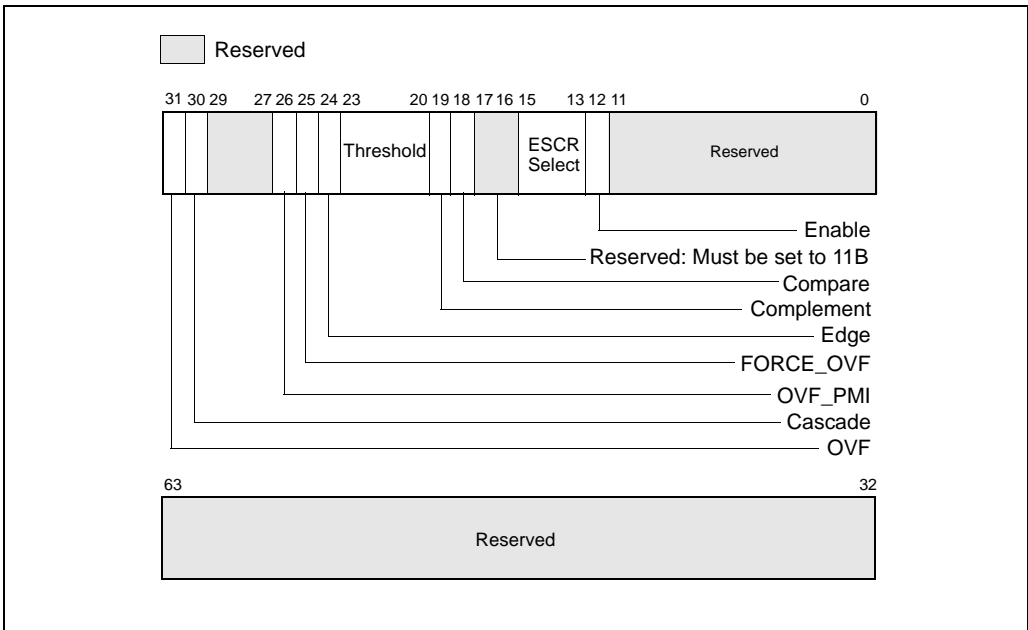 Reserved
31 30 29 27 26 25 24 23 20 19 18 17 16 15 13 12 11 0
Threshold
ESCR
Select
Reserved
Enable
Reserved: Must be set to 11B
Compare
Complement
Edge
FORCE_OVF
OVF_PMI
Cascade
OVF
63 32
Reserved